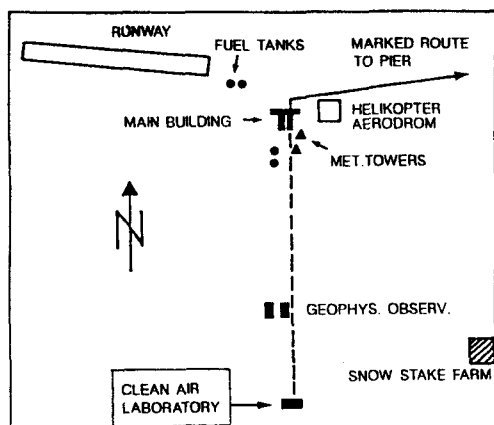 RUNWAY
FUEL TANKS
MARKED ROUTE
TO PIER
MAIN BUILDING
HELIKOPTER
AERODROM
MET.TOWERS
N
GEOPHYS. OBSERV.
SNOW STAKE FARM
CLEAN AIR
LABORATORY